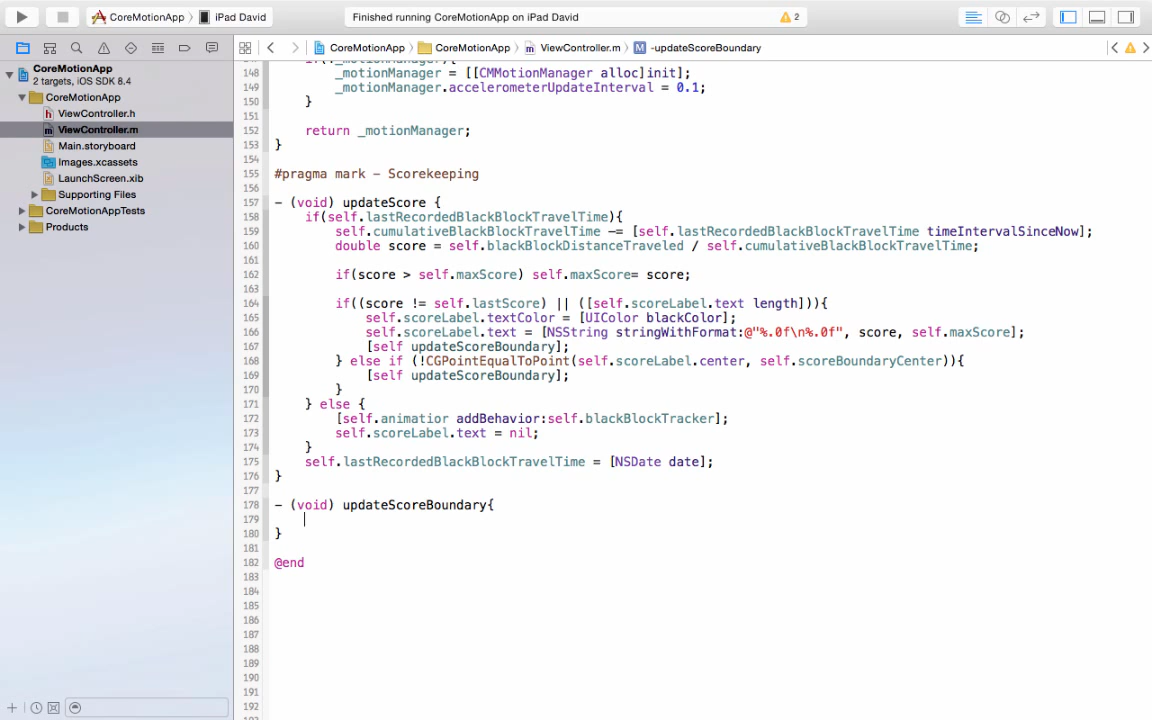 CoreMotionApp
iPad David
Finished running CoreMotionApp on iPad David
2
CoreMotionApp
CoreMotionApp
ViewController.m
M -updateScoreBoundary
CoreMotionApp
2 targets, iOS SDK 8.4
CoreMotionApp
h ViewController.h
m ViewController.m
Main.storyboard
Images.xcassets
LaunchScreen.xib
Supporting Files
CoreMotionAppTests
Products
148 _motionManager = [[CMMotionManager alloc]init];
149 _motionManager.accelerometerUpdateInterval = 0.1;
150 }
151
152 return _motionManager;
153 }
154
155 #pragma mark - Scorekeeping
156
157 - (void) updateScore {
158 if(self.lastRecordedBlackBlockTravelTime){
159 self.cumulativeBlackBlockTravelTime -= [self.lastRecordedBlackBlockTravelTime timeIntervalSinceNow];
160 double score = self.blackBlockDistanceTraveled / self.cumulativeBlackBlockTravelTime;
161
162 if(score > self.maxScore) self.maxScore= score;
163
164 if((score != self.lastScore) || ([self.scoreLabel.text length])){
165 self.scoreLabel.textColor = [UIColor blackColor];
166 self.scoreLabel.text = [NSString stringWithFormat:@"%.0f\n%.0f", score, self.maxScore];
167 [self updateScoreBoundary];
168 } else if (!CGPointEqualToPoint(self.scoreLabel.center, self.scoreBoundaryCenter)){
169 [self updateScoreBoundary];
170 }
171 } else {
172 [self.animatior addBehavior:self.blackBlockTracker];
173 self.scoreLabel.text = nil;
174 }
175 self.lastRecordedBlackBlockTravelTime = [NSDate date];
176 }
177
178 - (void) updateScoreBoundary{
179
180 }
181
182 @end
183
184
185
186
187
188
189
190
191
192